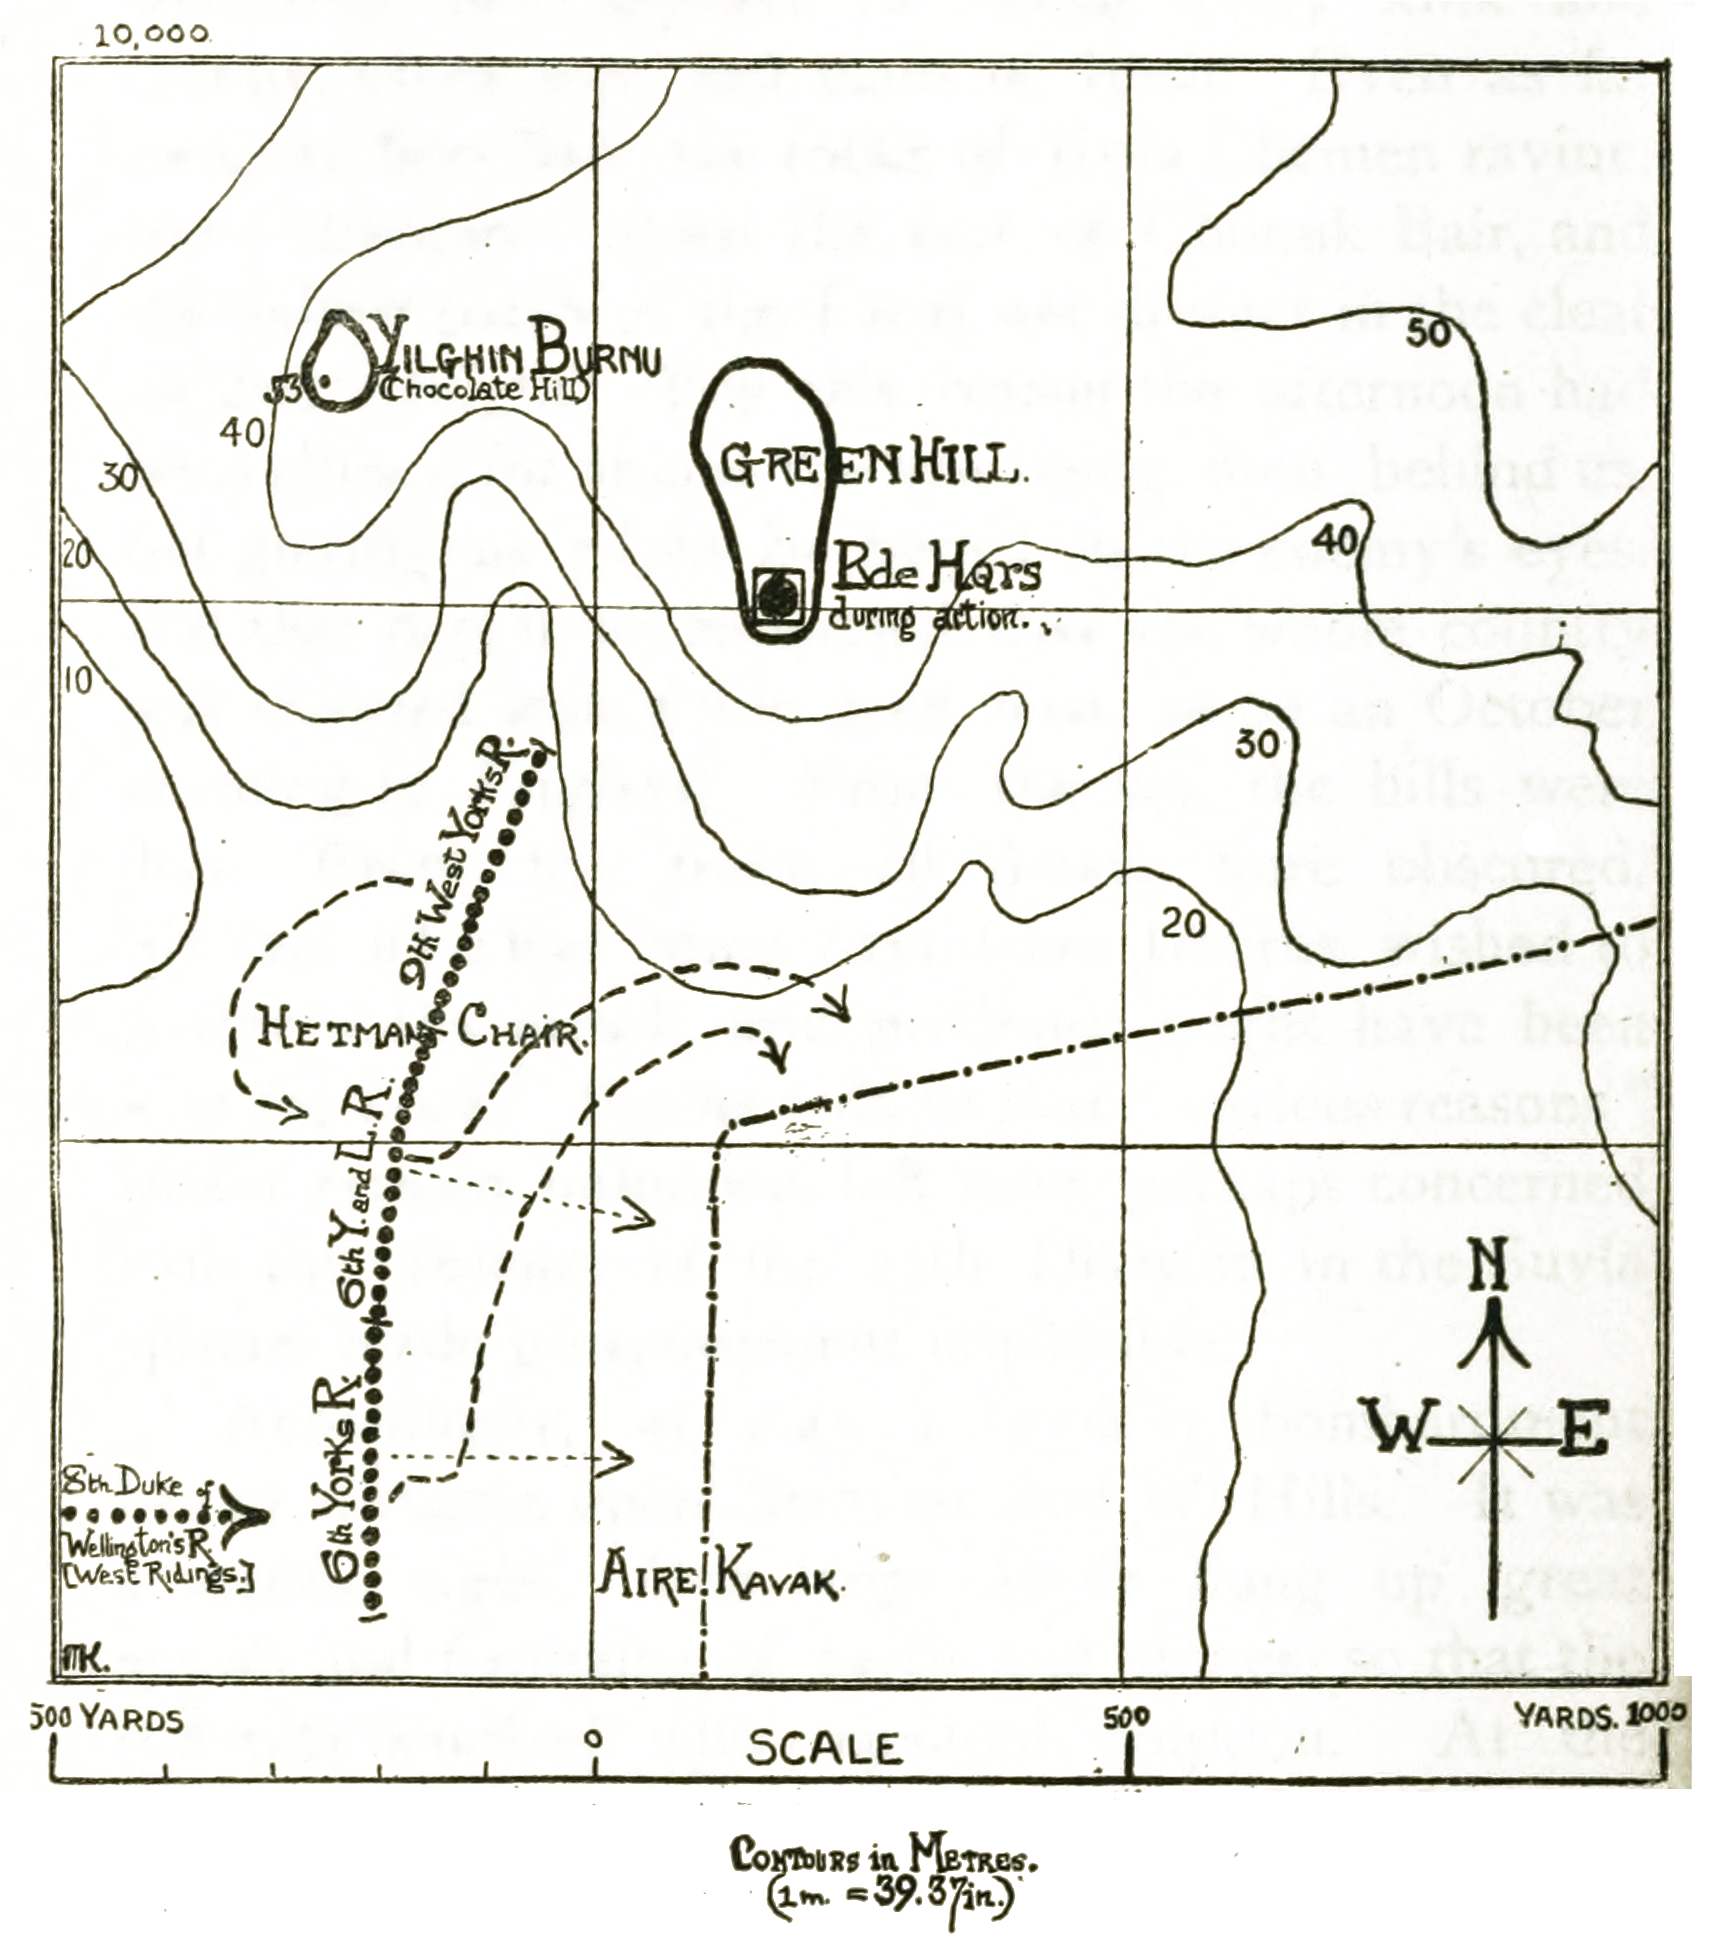 10,000
YILGHIN BURNU
53
(Chocolate Hill)
40
30
20
10
50
GREEN HILL.
40
Bde Hqrs
during action.
30
20
9TH West Yorks R.
HETMAN CHAIR.
6th Y. and L. R.
6th Yorks R.
8th Duke of
Wellington's R.
[West Ridings.]
AIRE KAVAK.
N
W E
MK.
500 YARDS 0 SCALE 500 YARDS. 1000
CONTOURS in METRES.
(1m. = 39.37in.)